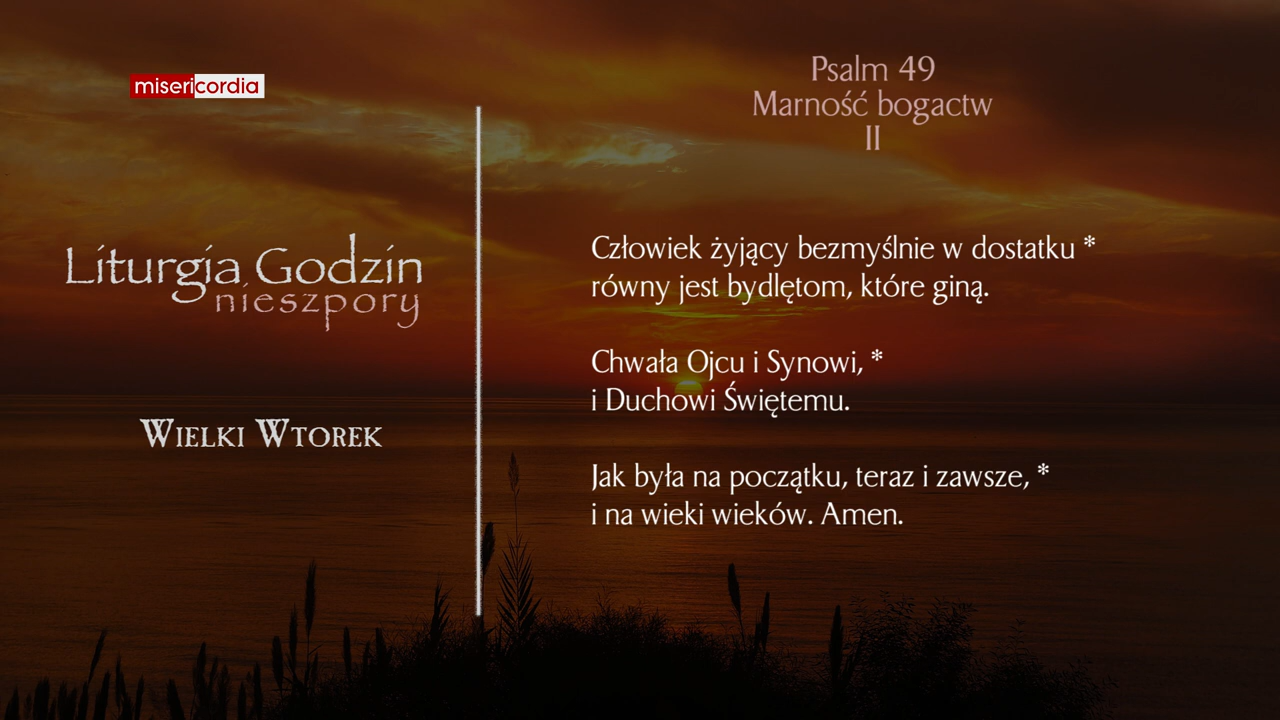 misericordia
Liturgia Godzin
nieszpory
Wielki Wtorek
Psalm 49
Marność bogactw
II
Człowiek żyjący bezmyślnie w dostatku *
równy jest bydlętom, które giną.
Chwała Ojcu i Synowi, *
i Duchowi Świętemu.
Jak była na początku, teraz i zawsze, *
i na wieki wieków. Amen.